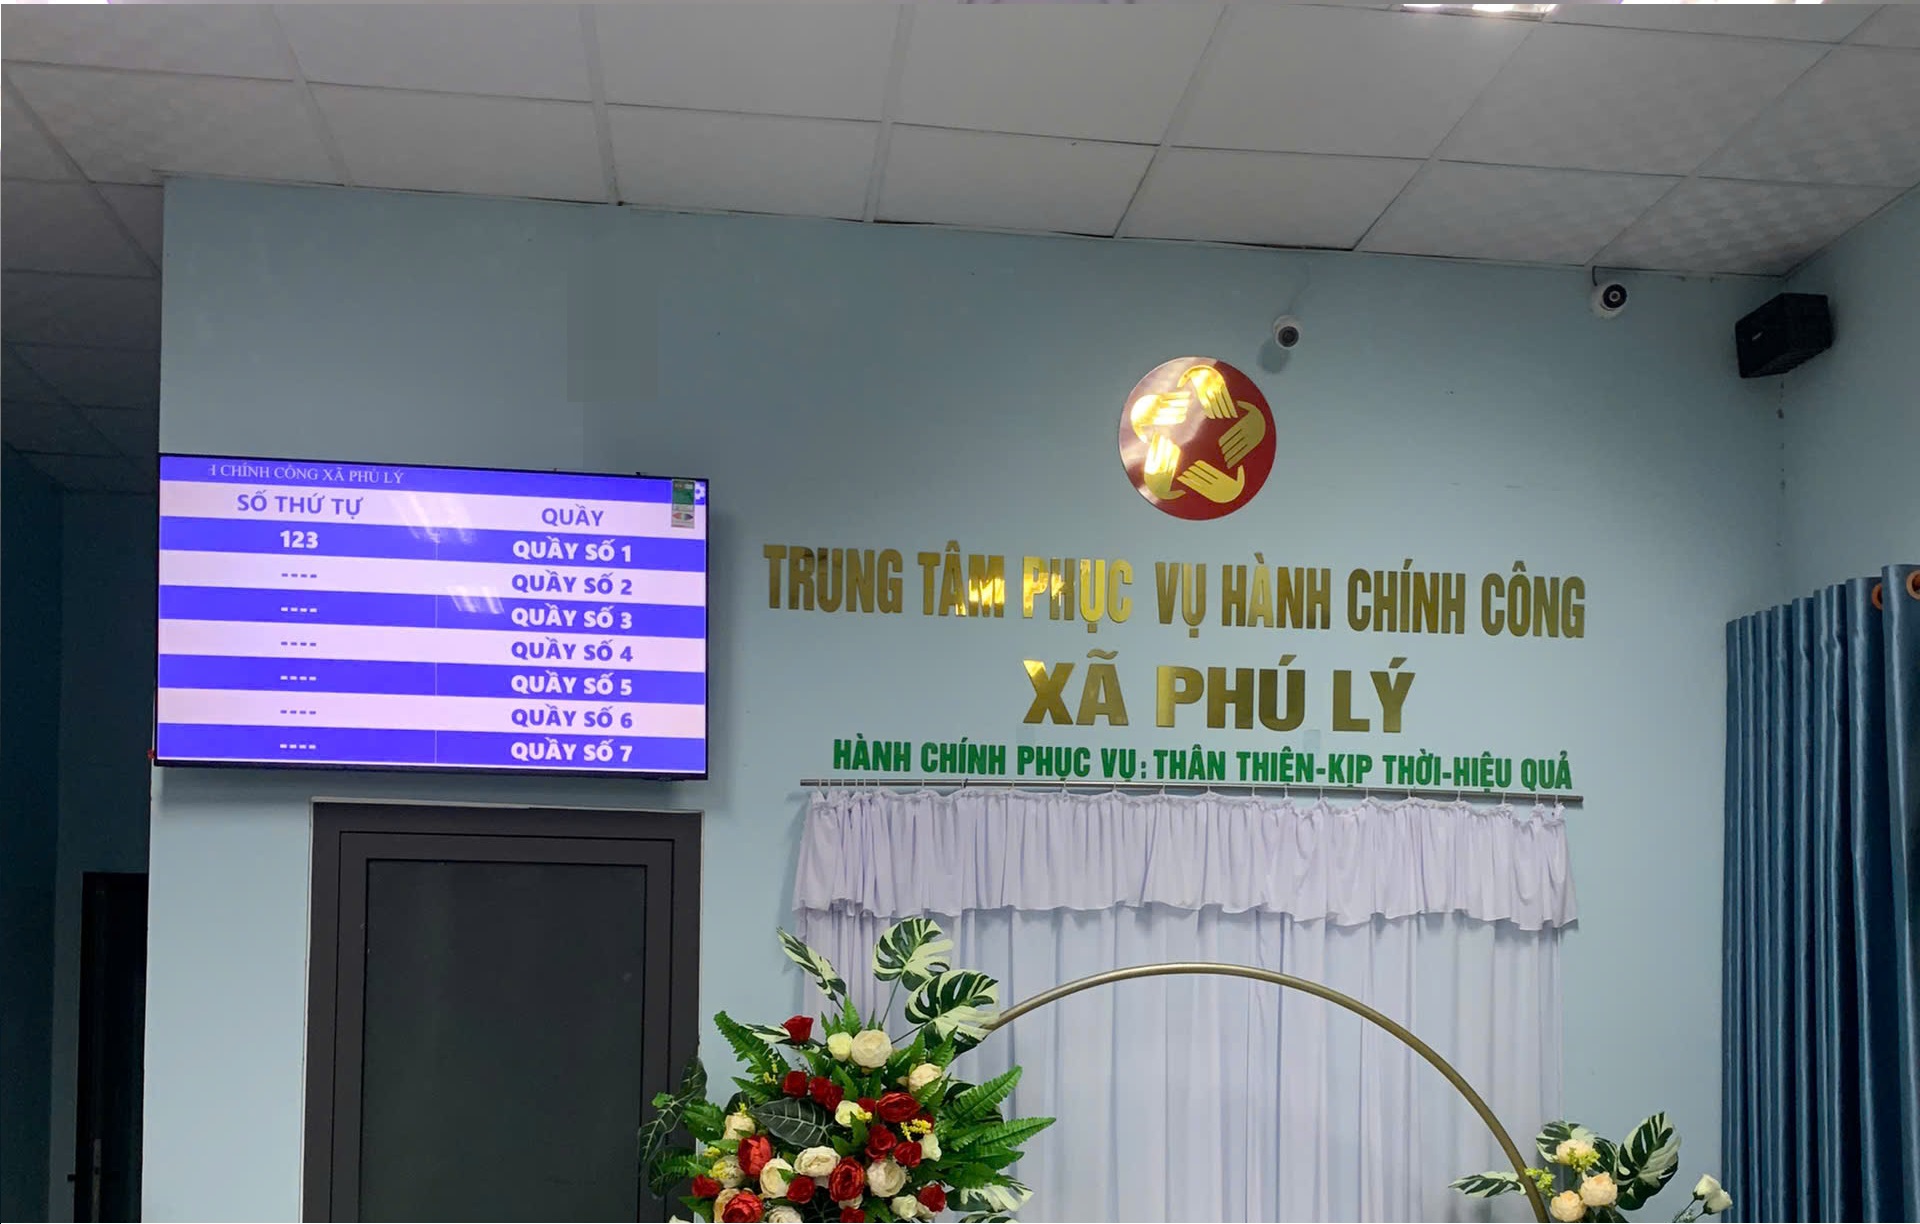 H CHÍNH CÔNG XÃ PHÚ LÝ
SỐ THỨ TỰ QUẦY
123 QUẦY SỐ 1
---- QUẦY SỐ 2
---- QUẦY SỐ 3
---- QUẦY SỐ 4
---- QUẦY SỐ 5
---- QUẦY SỐ 6
---- QUẦY SỐ 7
TRUNG TÂM PHỤC VỤ HÀNH CHÍNH CÔNG
XÃ PHÚ LÝ
HÀNH CHÍNH PHỤC VỤ: THÂN THIỆN-KỊP THỜI-HIỆU QUẢ